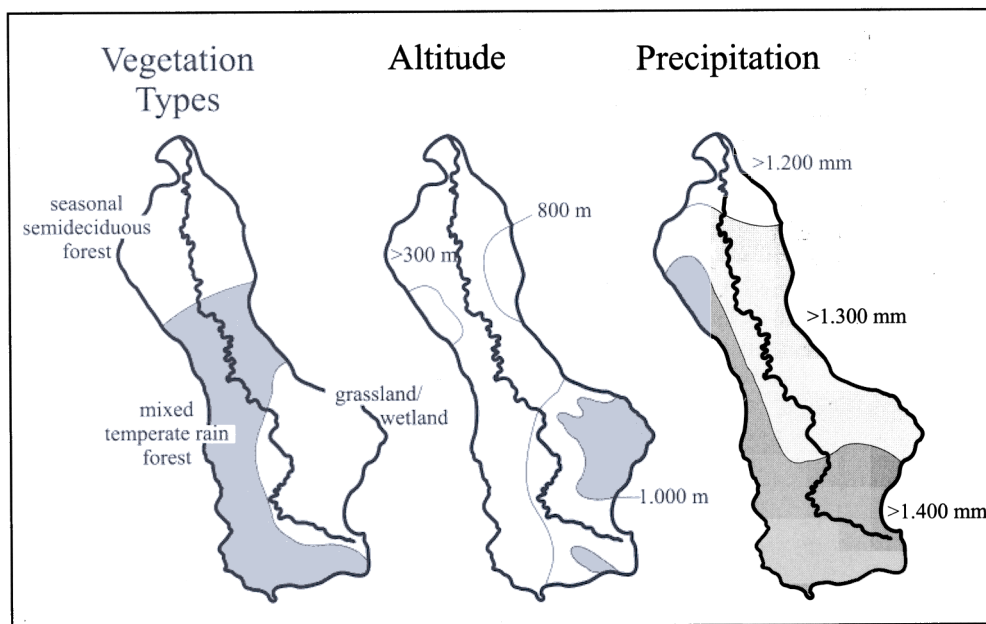 Vegetation
Types
Altitude
Precipitation
seasonal
semideciduous
forest
mixed
temperate rain
forest
grassland/
wetland
>300 m
800 m
1.000 m
>1.200 mm
>1.300 mm
>1.400 mm